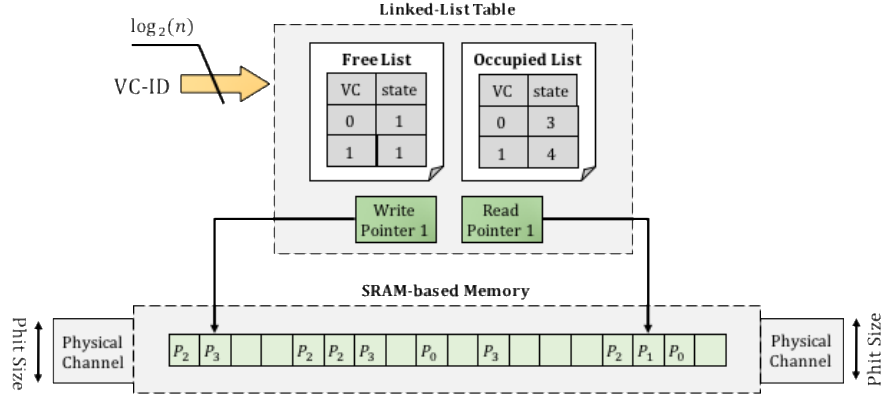 Linked-List Table
log₂(n)
VC-ID
Free List
VC state
0 1
1 1
Occupied List
VC state
0 3
1 4
Write
Pointer 1
Read
Pointer 1
SRAM-based Memory
Phit Size
Physical
Channel
P₂ P₃ P₂ P₂ P₃ P₀ P₃ P₂ P₁ P₀
Physical
Channel
Phit Size